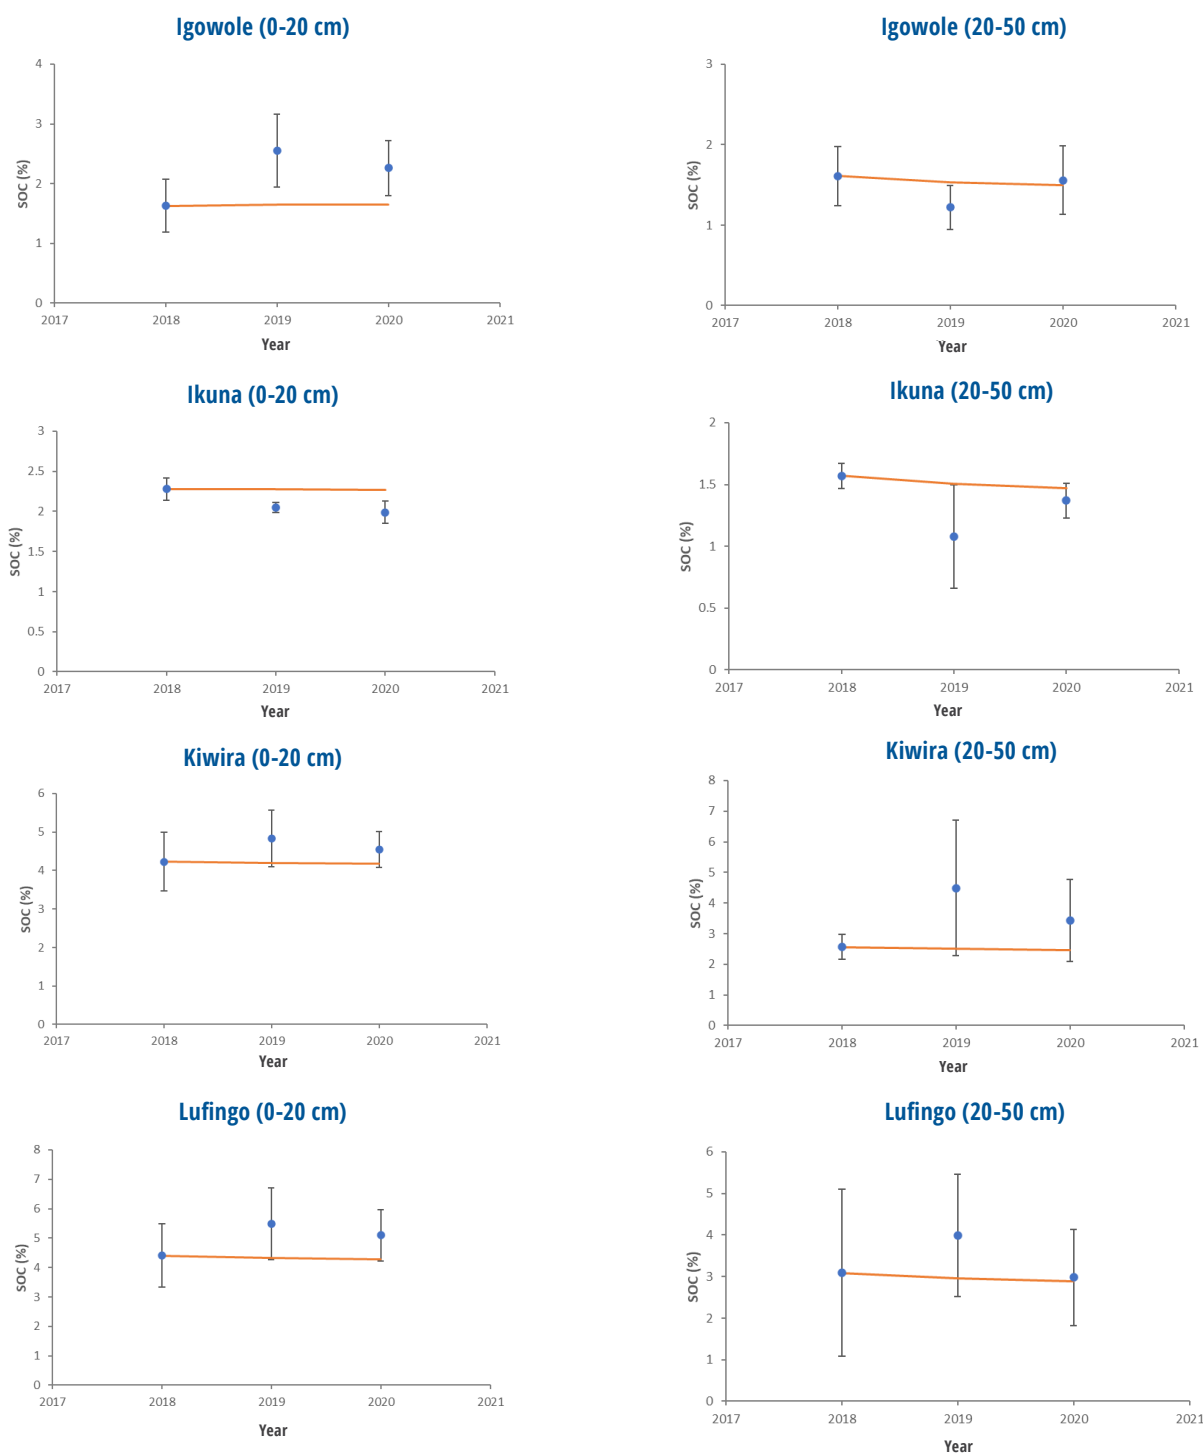 Igowole (0-20 cm)
SOC (%)
4
3
2
1
0
2017 2018 2019 2020 2021
Year
Igowole (20-50 cm)
SOC (%)
3
2
1
0
2017 2018 2019 2020 2021
Year
Ikuna (0-20 cm)
SOC (%)
3
2.5
2
1.5
1
0.5
0
2017 2018 2019 2020 2021
Year
Ikuna (20-50 cm)
SOC (%)
2
1.5
1
0.5
0
2017 2018 2019 2020 2021
Year
Kiwira (0-20 cm)
SOC (%)
6
5
4
3
2
1
0
2017 2018 2019 2020 2021
Year
Kiwira (20-50 cm)
SOC (%)
8
7
6
5
4
3
2
1
0
2017 2018 2019 2020 2021
Year
Lufingo (0-20 cm)
SOC (%)
8
7
6
5
4
3
2
1
0
2017 2018 2019 2020 2021
Year
Lufingo (20-50 cm)
SOC (%)
6
5
4
3
2
1
0
2017 2018 2019 2020 2021
Year